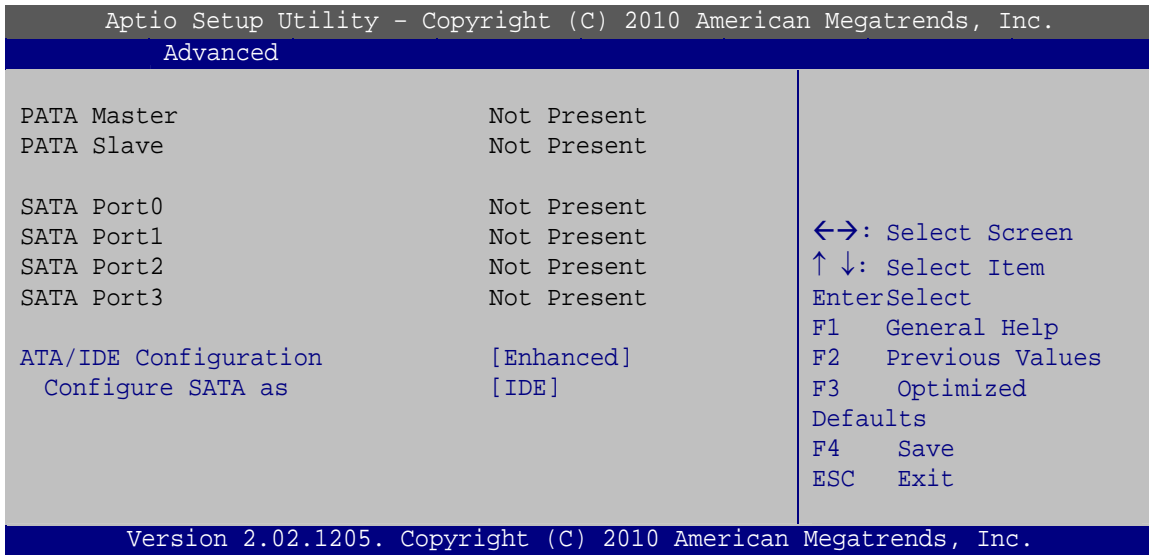 Aptio Setup Utility – Copyright (C) 2010 American Megatrends, Inc.
Advanced
PATA Master Not Present
PATA Slave Not Present
SATA Port0 Not Present
SATA Port1 Not Present
SATA Port2 Not Present
SATA Port3 Not Present
ATA/IDE Configuration [Enhanced]
Configure SATA as [IDE]
←→: Select Screen
↑ ↓: Select Item
EnterSelect
F1 General Help
F2 Previous Values
F3 Optimized
Defaults
F4 Save
ESC Exit
Version 2.02.1205. Copyright (C) 2010 American Megatrends, Inc.